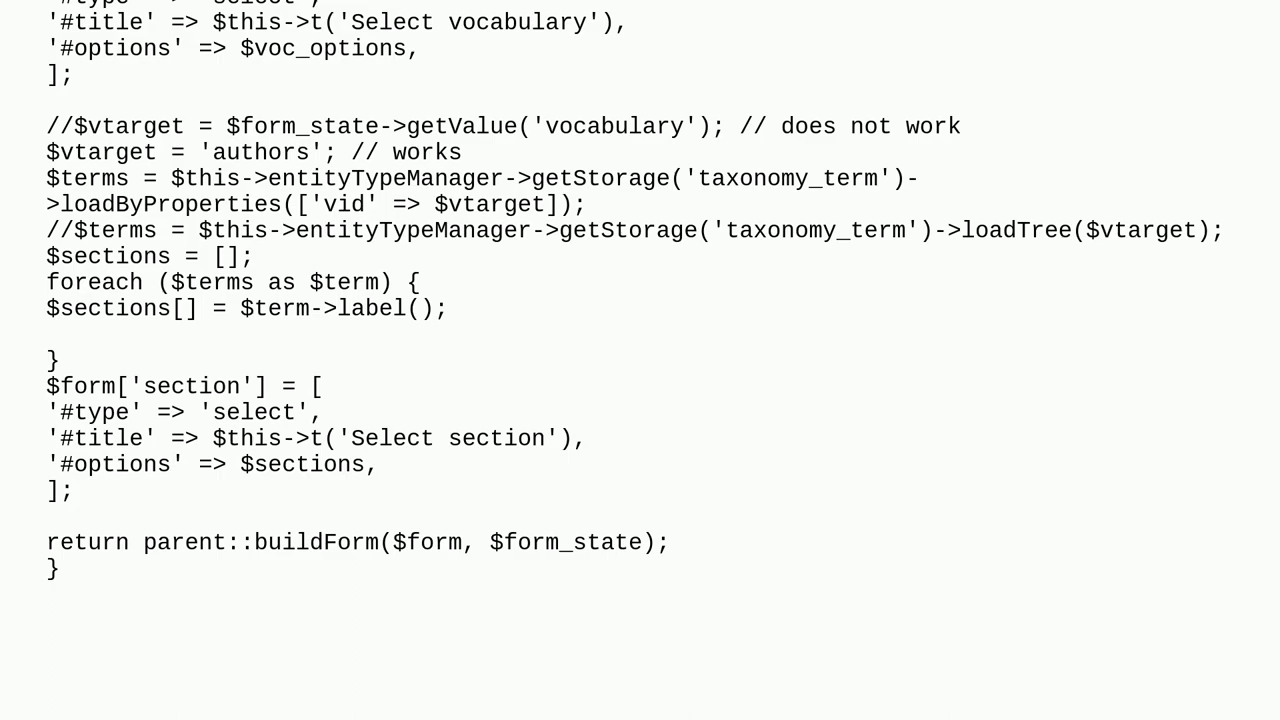 '#type' => 'select',
'#title' => $this->t('Select vocabulary'),
'#options' => $voc_options,
];
//$vtarget = $form_state->getValue('vocabulary'); // does not work
$vtarget = 'authors'; // works
$terms = $this->entityTypeManager->getStorage('taxonomy_term')-
>loadByProperties(['vid' => $vtarget]);
//$terms = $this->entityTypeManager->getStorage('taxonomy_term')->loadTree($vtarget);
$sections = [];
foreach ($terms as $term) {
$sections[] = $term->label();
}
$form['section'] = [
'#type' => 'select',
'#title' => $this->t('Select section'),
'#options' => $sections,
];
return parent::buildForm($form, $form_state);
}